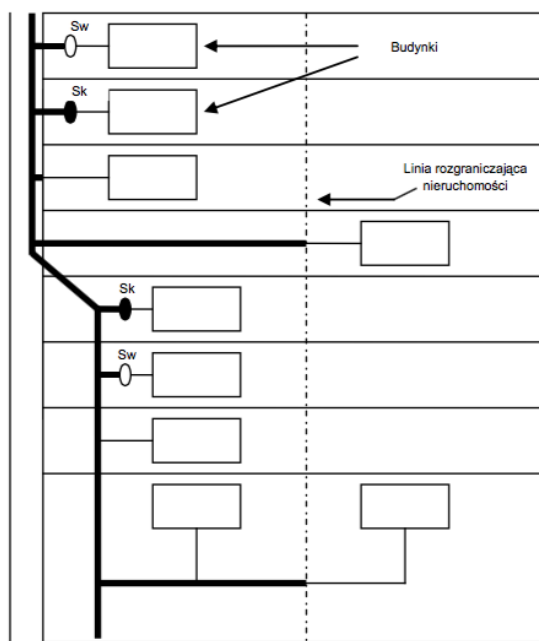 Sw
Budynki
Sk
Linia rozgraniczająca
nieruchomości
Sk
Sw